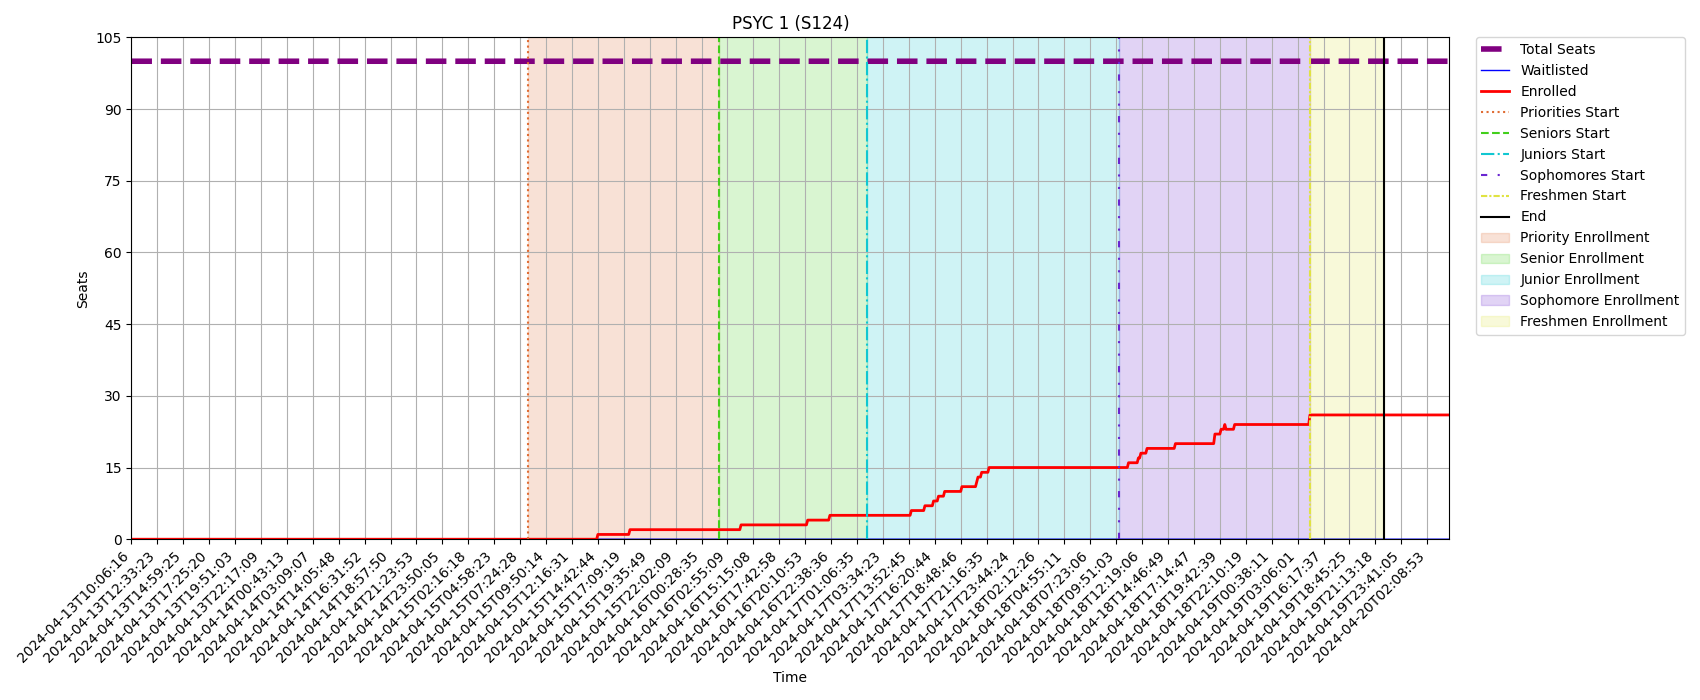 PSYC 1 (S124)
105
90
75
60
45
30
15
0
Seats
2024-04-13T10:06:16
2024-04-13T12:33:23
2024-04-13T14:59:25
2024-04-13T17:25:20
2024-04-13T19:51:03
2024-04-13T22:17:09
2024-04-14T00:43:13
2024-04-14T03:09:07
2024-04-14T14:05:48
2024-04-14T16:31:52
2024-04-14T18:57:50
2024-04-14T21:23:53
2024-04-14T23:50:05
2024-04-15T02:16:18
2024-04-15T04:58:23
2024-04-15T07:24:28
2024-04-15T09:50:14
2024-04-15T12:16:31
2024-04-15T14:42:44
2024-04-15T17:09:19
2024-04-15T19:35:49
2024-04-15T22:02:09
2024-04-16T00:28:35
2024-04-16T02:55:09
2024-04-16T15:15:08
2024-04-16T17:42:58
2024-04-16T20:10:53
2024-04-16T22:38:36
2024-04-17T01:06:35
2024-04-17T03:34:23
2024-04-17T13:52:45
2024-04-17T16:20:44
2024-04-17T18:48:46
2024-04-17T21:16:35
2024-04-17T23:44:24
2024-04-18T02:12:26
2024-04-18T04:55:11
2024-04-18T07:23:06
2024-04-18T09:51:03
2024-04-18T12:19:06
2024-04-18T14:46:49
2024-04-18T17:14:47
2024-04-18T19:42:39
2024-04-18T22:10:19
2024-04-19T00:38:11
2024-04-19T03:06:01
2024-04-19T16:17:37
2024-04-19T18:45:25
2024-04-19T21:13:18
2024-04-19T23:41:05
2024-04-20T02:08:53
Time
Total Seats
Waitlisted
Enrolled
Priorities Start
Seniors Start
Juniors Start
Sophomores Start
Freshmen Start
End
Priority Enrollment
Senior Enrollment
Junior Enrollment
Sophomore Enrollment
Freshmen Enrollment